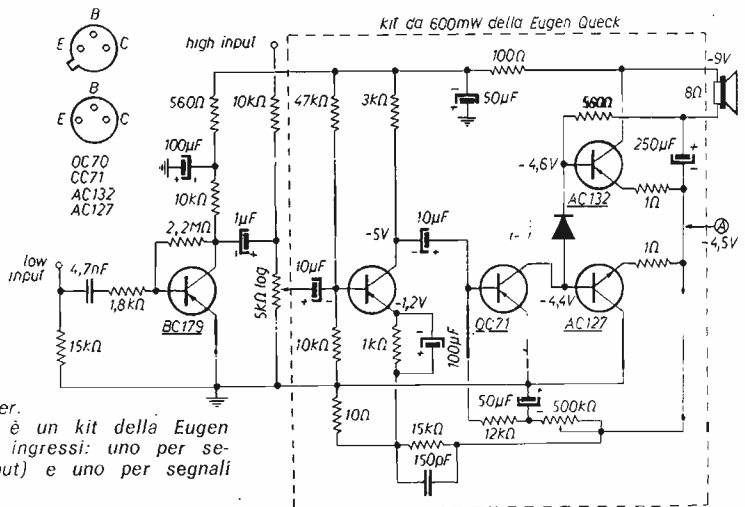 kit da 600mW della Eugen Queck
B
E
C
high input
B
E
C
OC70
CC71
AC132
AC127
100Ω
-9V
8Ω
560Ω
10kΩ
47kΩ
3kΩ
50µF
560Ω
250µF
100µF
10kΩ
-4,6V
AC132
1Ω
2,2MΩ
1µF
-5V
10µF
A
-4,5V
low
input
4,7nF
1,8kΩ
BC179
5kΩ log
10µF
-1,2V
OC71
-4,4V
1Ω
AC127
15kΩ
10kΩ
1kΩ
100µF
10Ω
50µF
500kΩ
12kΩ
15kΩ
150pF
er.
è un kit della Eugen
ingressi: uno per se-
ut) e uno per segnali